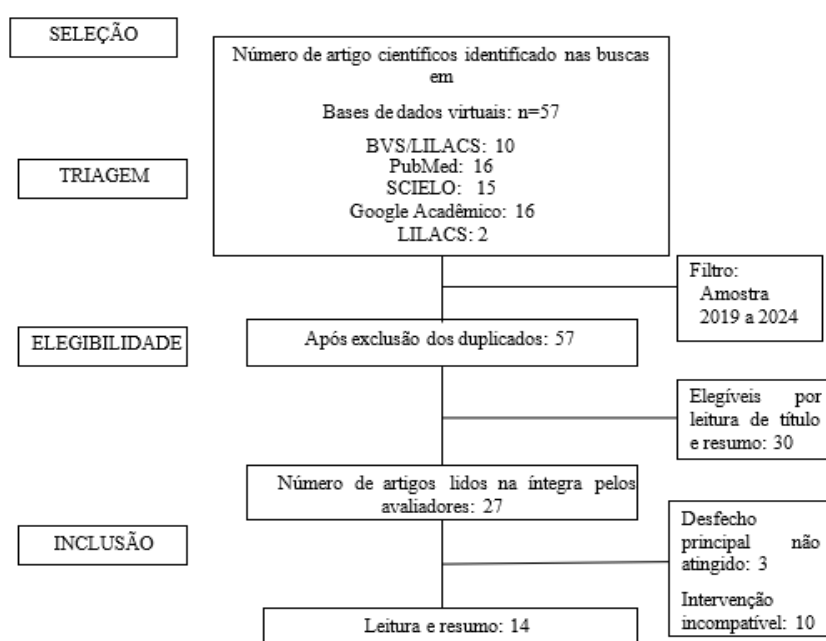 SELEÇÃO
Número de artigo científicos identificado nas buscas
em
Bases de dados virtuais: n=57
BVS/LILACS: 10
PubMed: 16
SCIELO: 15
Google Acadêmico: 16
LILACS: 2
TRIAGEM
Filtro:
Amostra
2019 a 2024
ELEGIBILIDADE
Após exclusão dos duplicados: 57
Elegíveis por
leitura de título
e resumo: 30
Número de artigos lidos na íntegra pelos
avaliadores: 27
INCLUSÃO
Desfecho
principal não
atingido: 3
Intervenção
incompatível: 10
Leitura e resumo: 14